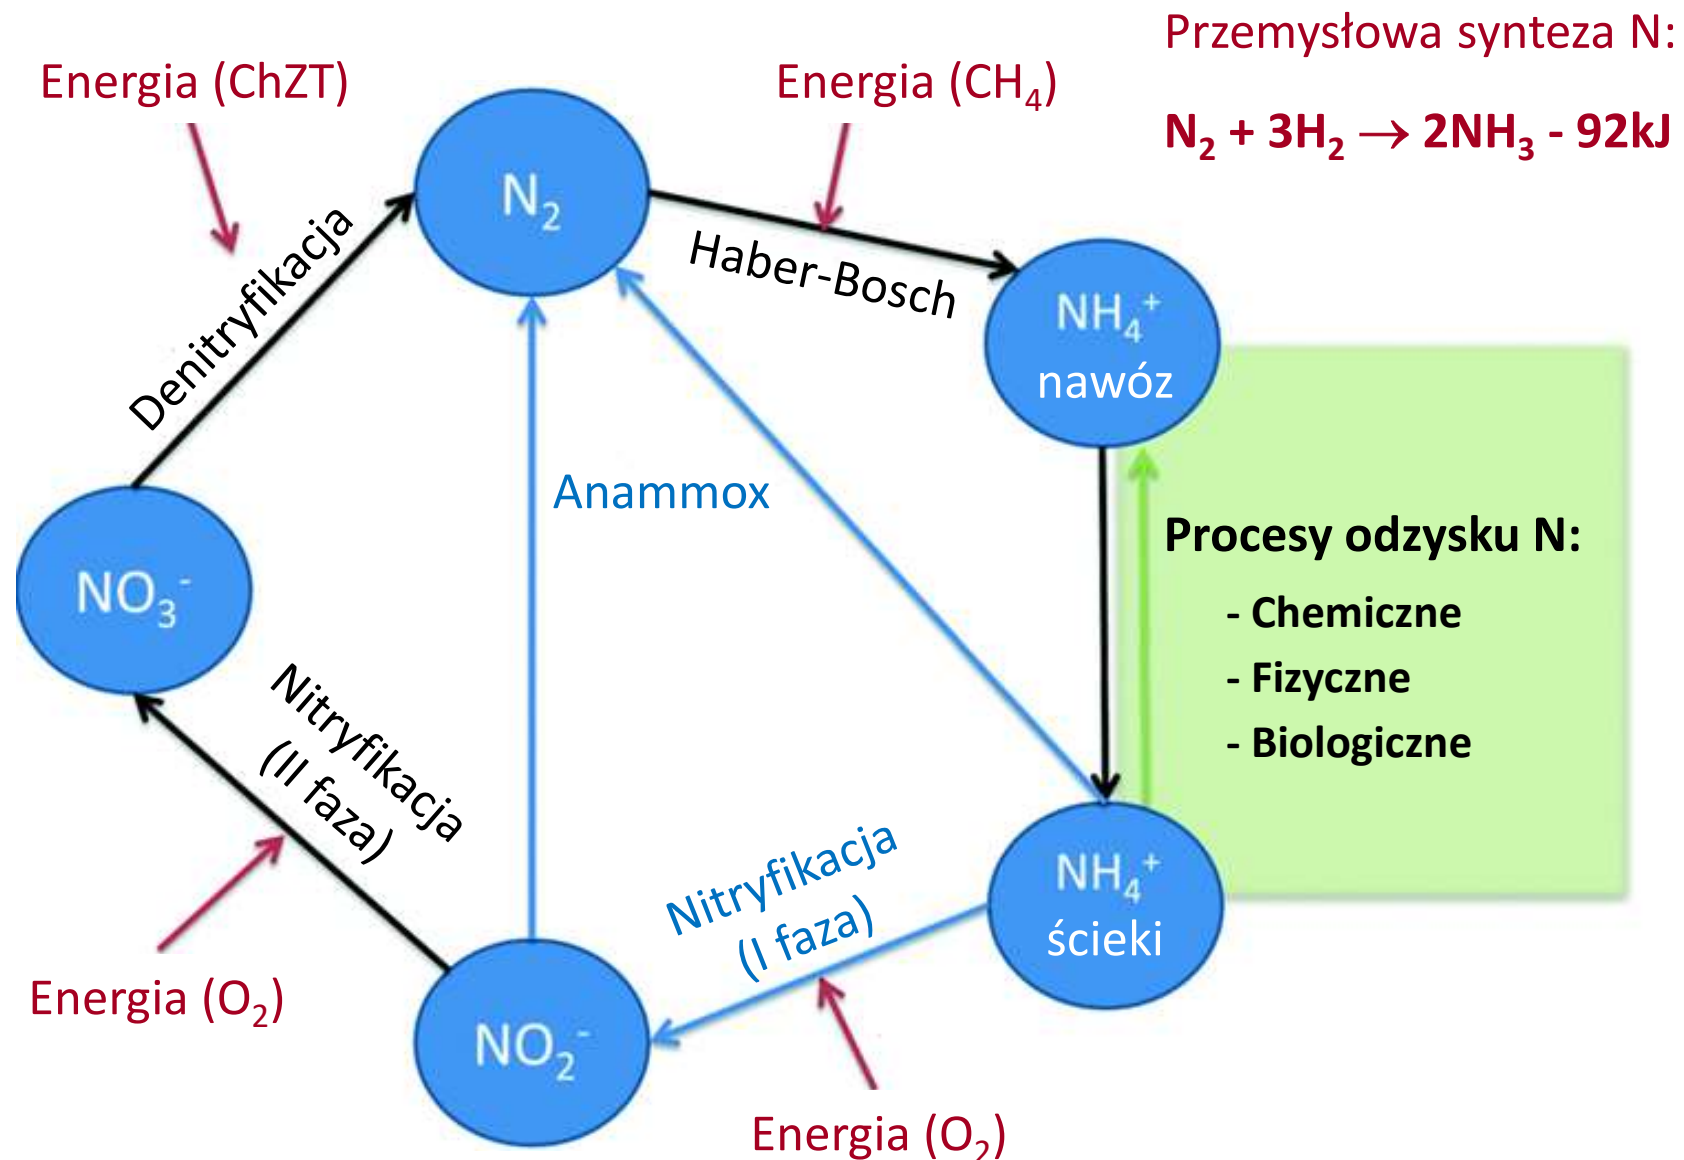 Przemysłowa synteza N:
N₂ + 3H₂ → 2NH₃ - 92kJ
Energia (ChZT)
Energia (CH₄)
N₂
Haber-Bosch
Denitryfikacja
NH₄⁺
nawóz
Anammox
Procesy odzysku N:
- Chemiczne
- Fizyczne
- Biologiczne
NO₃⁻
Nitryfikacja
(II faza)
Nitryfikacja
(I faza)
NH₄⁺
ścieki
Energia (O₂)
NO₂⁻
Energia (O₂)